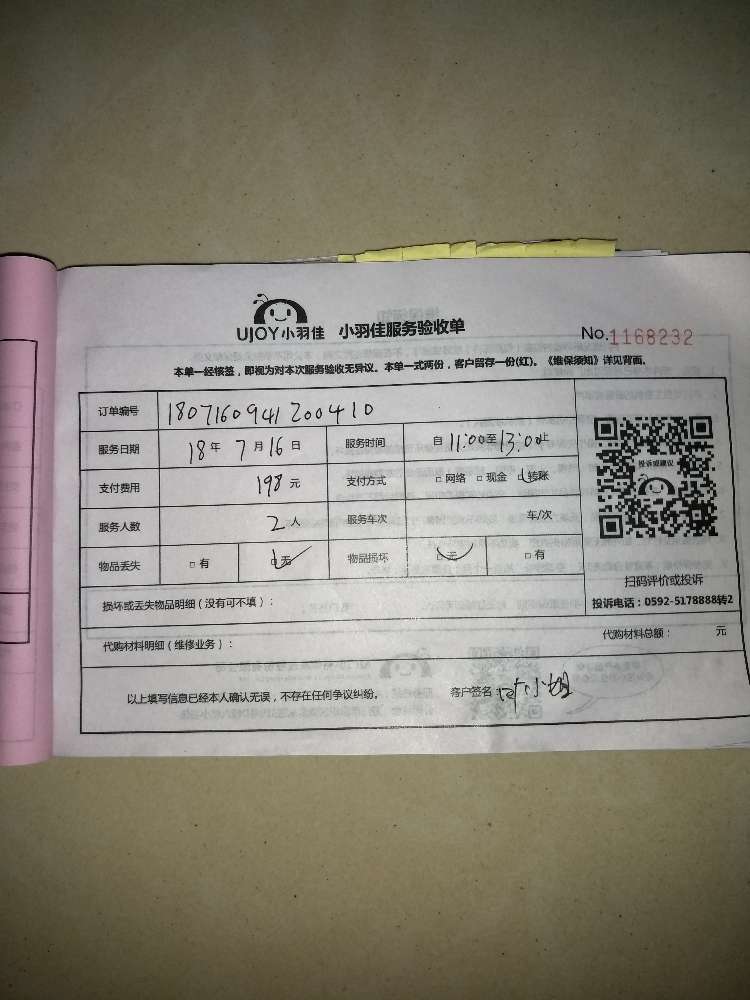 UJOY小羽佳 小羽佳服务验收单
No.1168232
本单一经核签，即视为对本次服务验收无异议。本单一式两份，客户留存一份(红)。《维保须知》详见背面。
订单编号 1807160941200410
服务日期 18年 7月16日 服务时间 自11:00至13:00止
支付费用 198元 支付方式 □网络 □现金 □转账
服务人数 2人 服务车次 车/次
物品丢失 □有 □无 物品损坏 □无 □有
投诉或建议
扫码评价或投诉
投诉电话：0592-5178888转2
损坏或丢失物品明细（没有可不填）：
代购材料明细（维修业务）： 代购材料总额： 元
以上填写信息已经本人确认无误，不存在任何争议纠纷。 客户签名：小姐